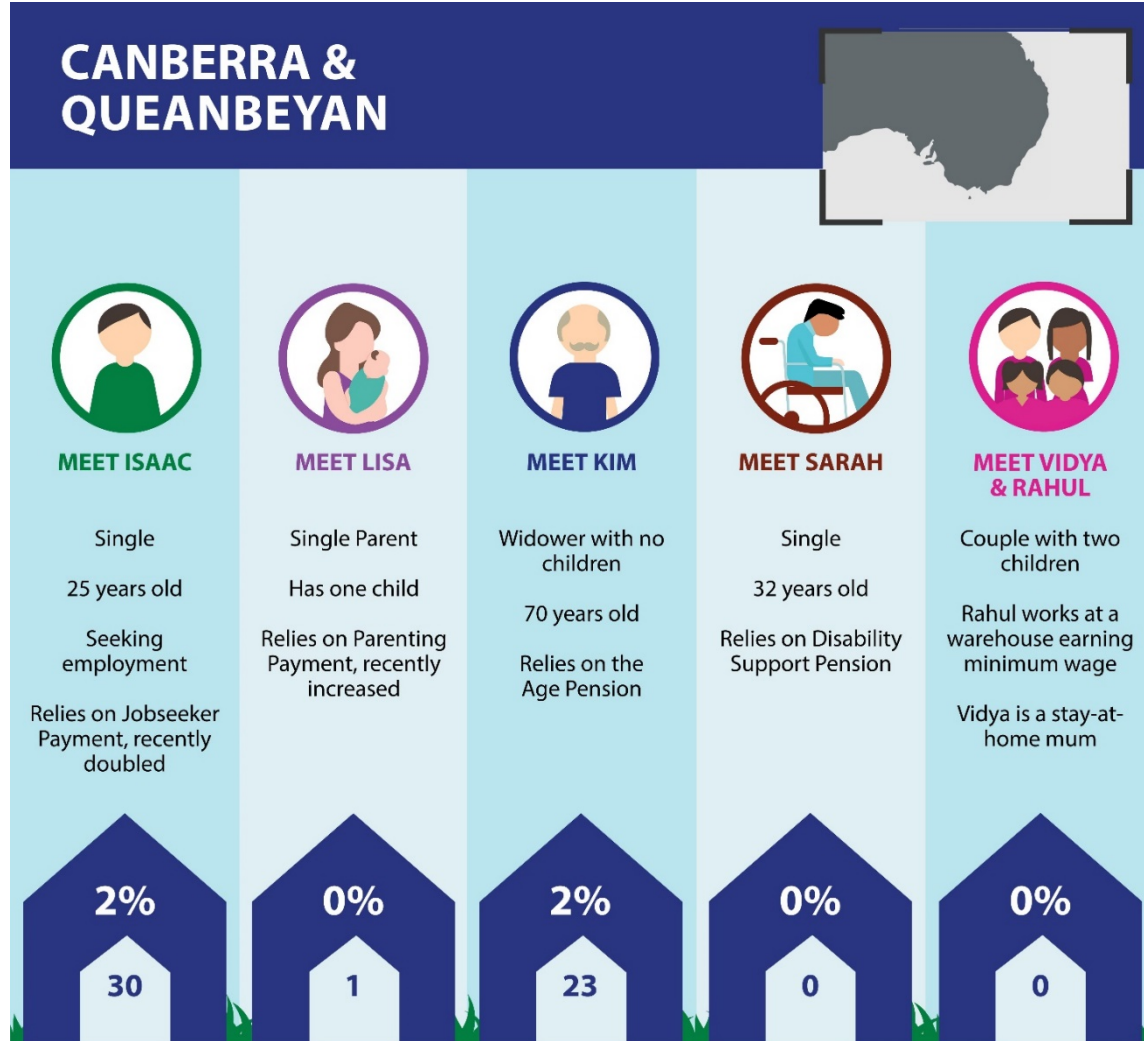 CANBERRA &
QUEANBEYAN
MEET ISAAC
Single
25 years old
Seeking
employment
Relies on Jobseeker
Payment, recently
doubled
2%
30
MEET LISA
Single Parent
Has one child
Relies on Parenting
Payment, recently
increased
0%
1
MEET KIM
Widower with no
children
70 years old
Relies on the
Age Pension
2%
23
MEET SARAH
Single
32 years old
Relies on Disability
Support Pension
0%
0
MEET VIDYA
& RAHUL
Couple with two
children
Rahul works at a
warehouse earning
minimum wage
Vidya is a stay-at-
home mum
0%
0